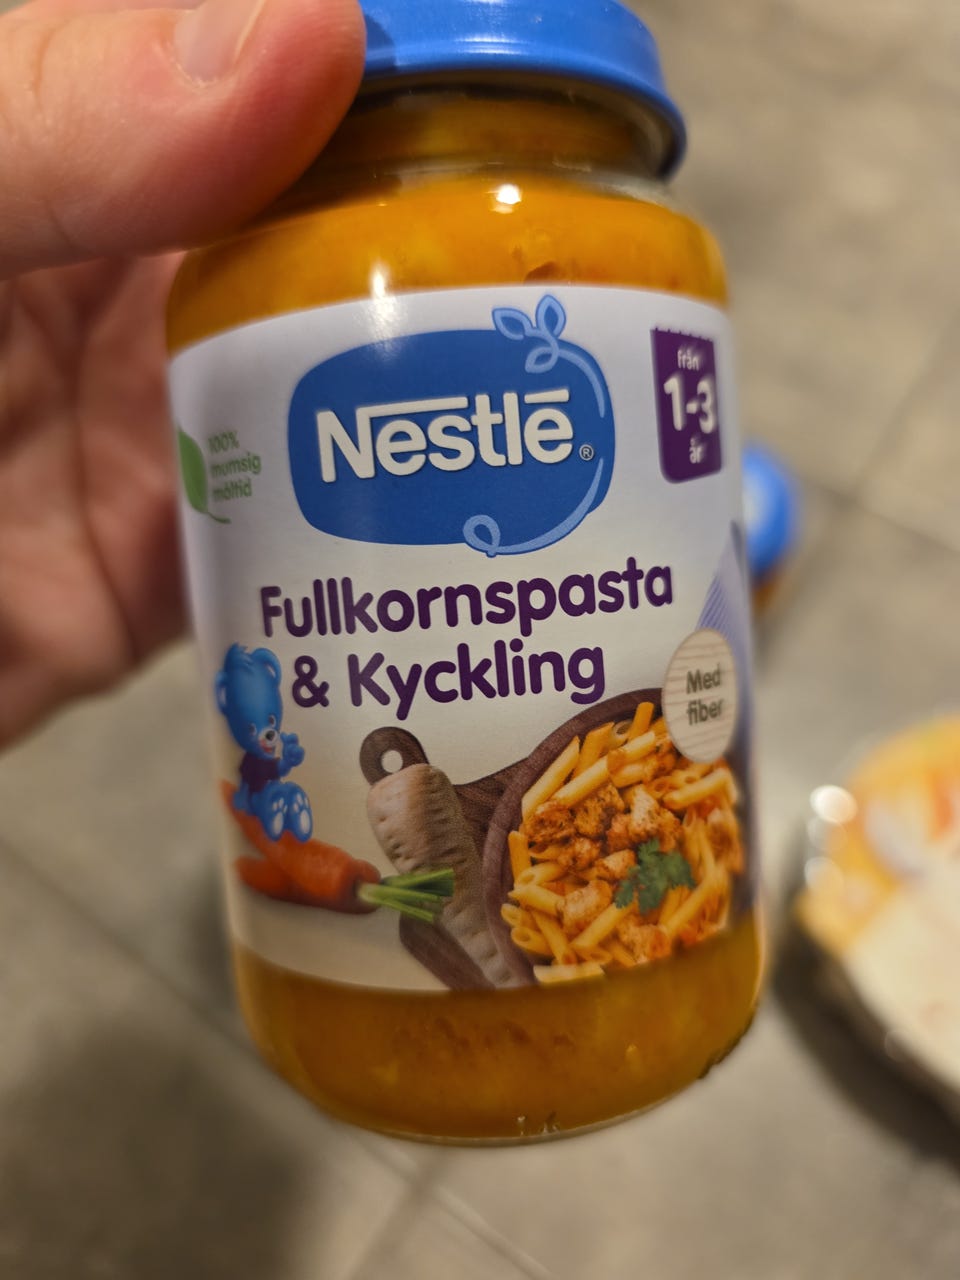 Nestlé®
från
1-3
år
100%
mumsig
måltid
Fullkornspasta
& Kyckling
Med
fiber